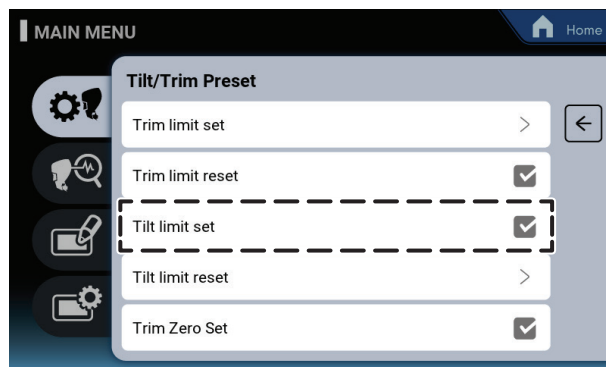 MAIN MENU
Home
Tilt/Trim Preset
Trim limit set
Trim limit reset
Tilt limit set
Tilt limit reset
Trim Zero Set